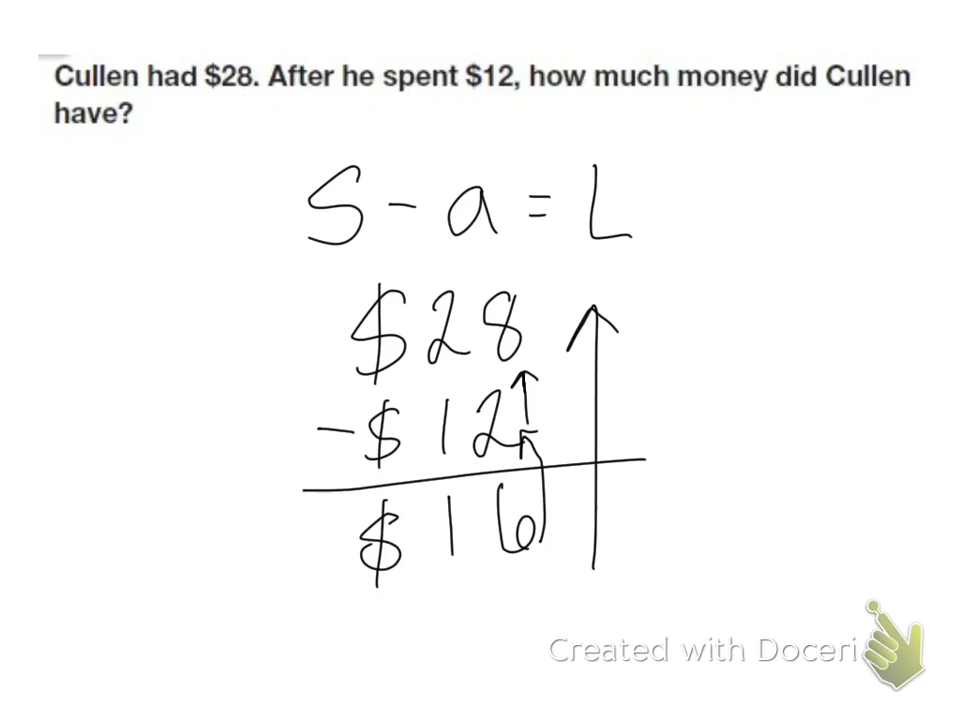 Cullen had $28. After he spent $12, how much money did Cullen
have?
S - a = L
$28
- $12
$16
Created with Doceri